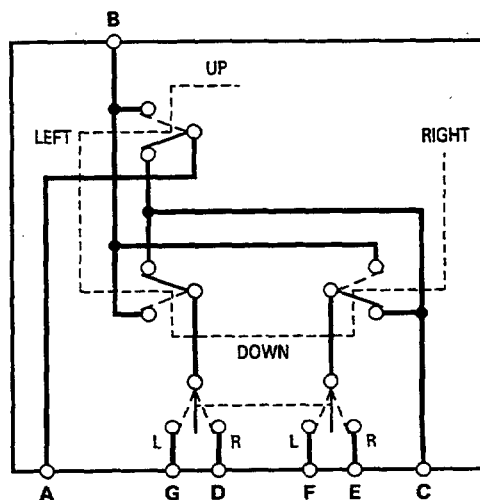 B
UP
LEFT
RIGHT
DOWN
L R L R
A G D F E C